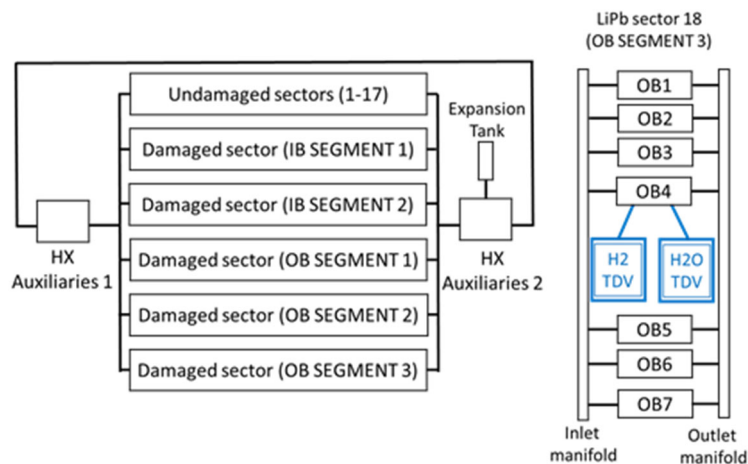 Undamaged sectors (1-17)
Damaged sector (IB SEGMENT 1)
Damaged sector (IB SEGMENT 2)
Damaged sector (OB SEGMENT 1)
Damaged sector (OB SEGMENT 2)
Damaged sector (OB SEGMENT 3)
HX
Auxiliaries 1
Expansion
Tank
HX
Auxiliaries 2
LiPb sector 18
(OB SEGMENT 3)
OB1
OB2
OB3
OB4
H2
TDV
H2O
TDV
OB5
OB6
OB7
Inlet
manifold
Outlet
manifold